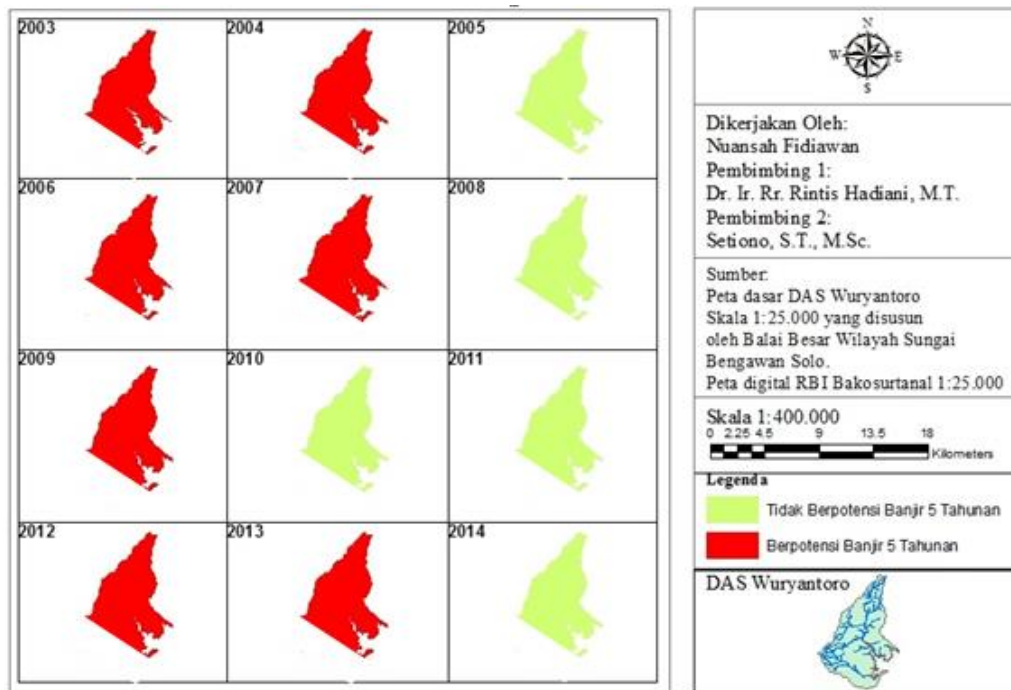 2003
2004
2005
2006
2007
2008
2009
2010
2011
2012
2013
2014
N
W
E
S
Dikerjakan Oleh:
Nuansah Fidiawan
Pembimbing 1:
Dr. Ir. Rr. Rintis Hadiani, M.T.
Pembimbing 2:
Setiono, S.T., M.Sc.
Sumber:
Peta dasar DAS Wuryantoro
Skala 1:25.000 yang disusun
oleh Balai Besar Wilayah Sungai
Bengawan Solo.
Peta digital RBI Bakosurtanal 1:25.000
Skala 1:400.000
0 2.25 4.5 9 13.5 18
Kilometers
Legenda
Tidak Berpotensi Banjir 5 Tahunan
Berpotensi Banjir 5 Tahunan
DAS Wuryantoro